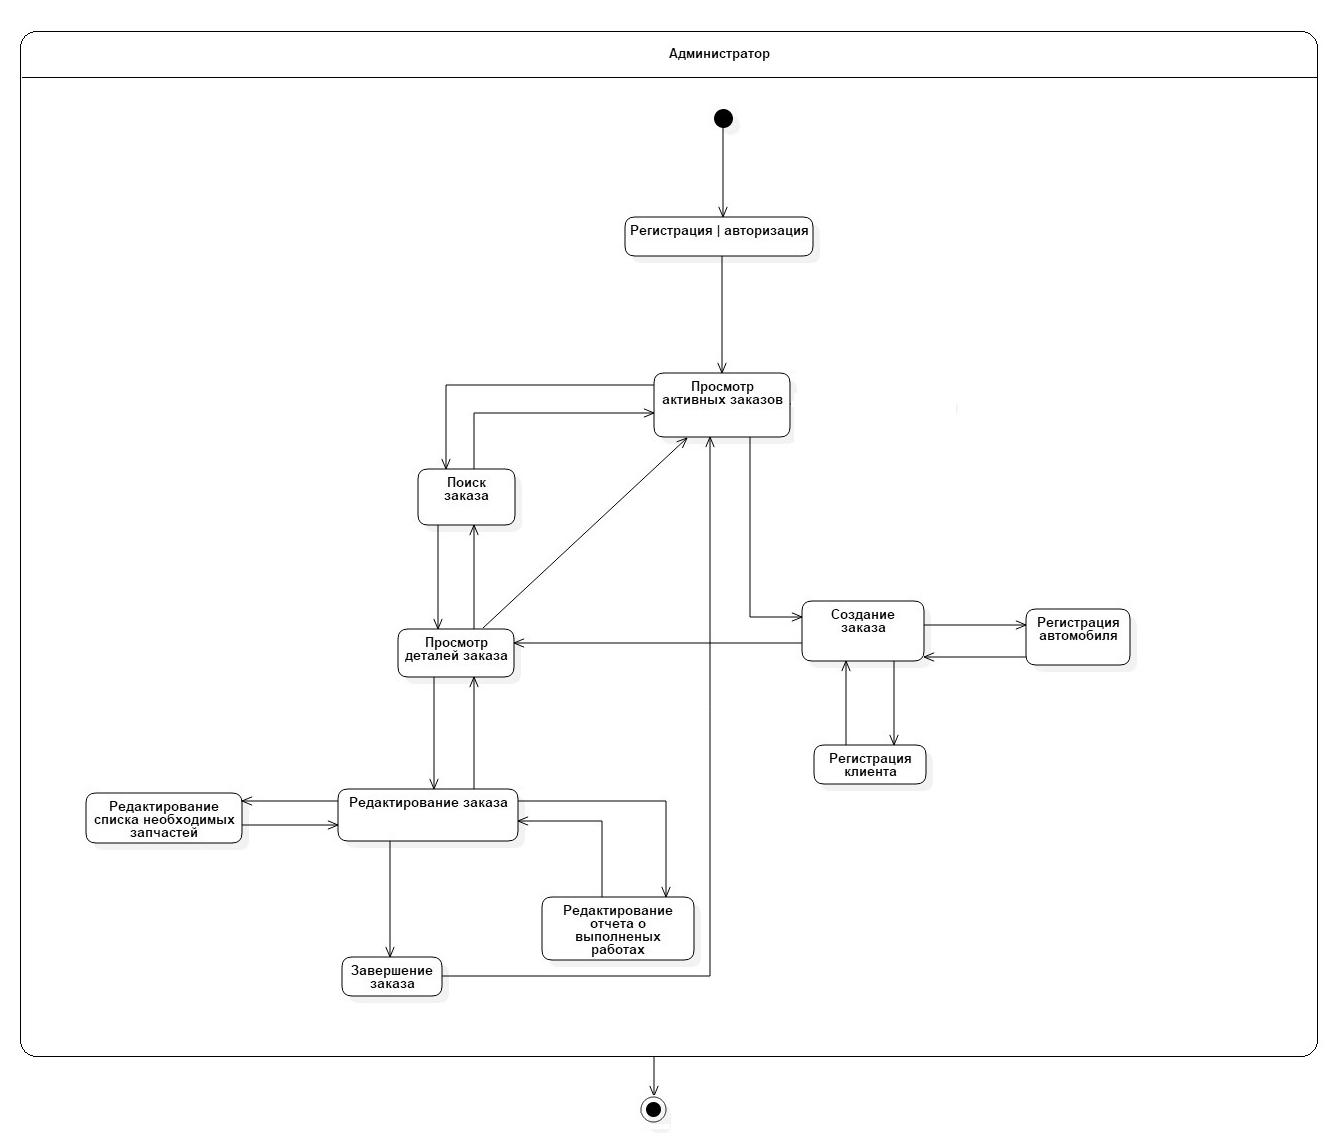 Администратор
Регистрация | авторизация
Просмотр
активных заказов
Поиск
заказа
Создание
заказа
Регистрация
автомобиля
Просмотр
деталей заказа
Регистрация
клиента
Редактирование
списка необходимых
запчастей
Редактирование заказа
Редактирование
отчета о
выполненых
работах
Завершение
заказа